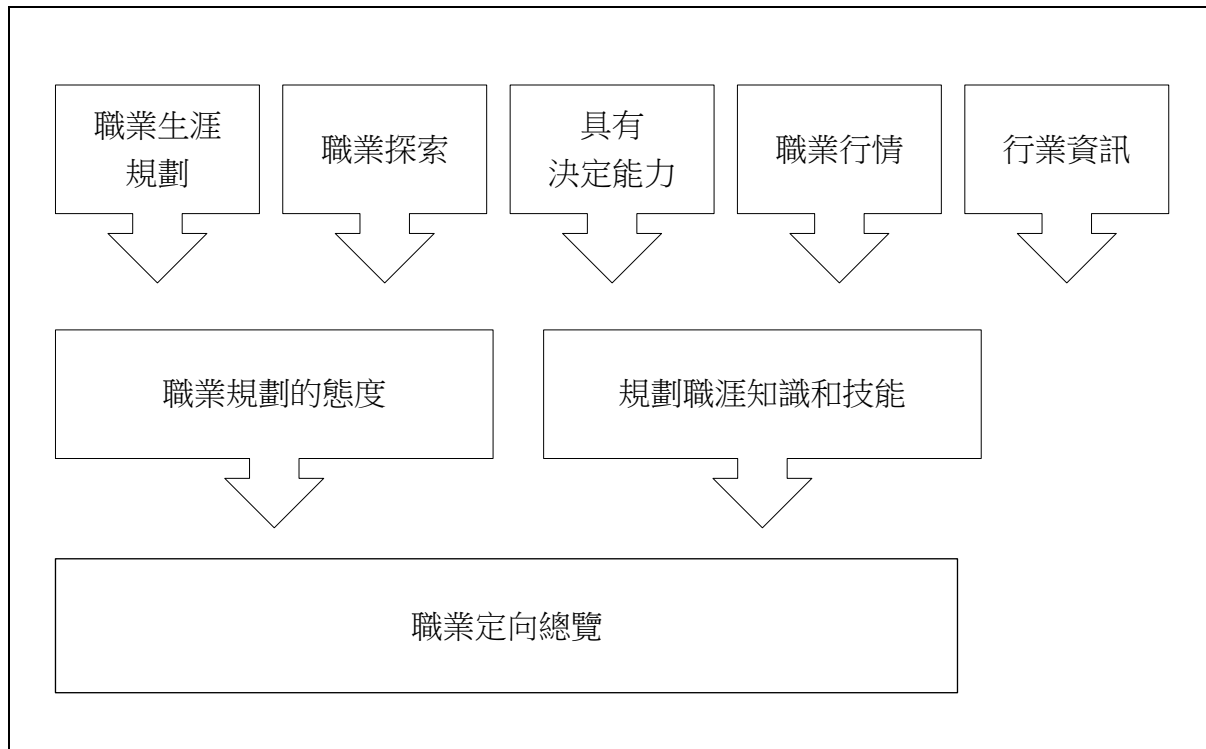 職業生涯
規劃
職業探索
具有
決定能力
職業行情
行業資訊
職業規劃的態度
規劃職涯知識和技能
職業定向總覽